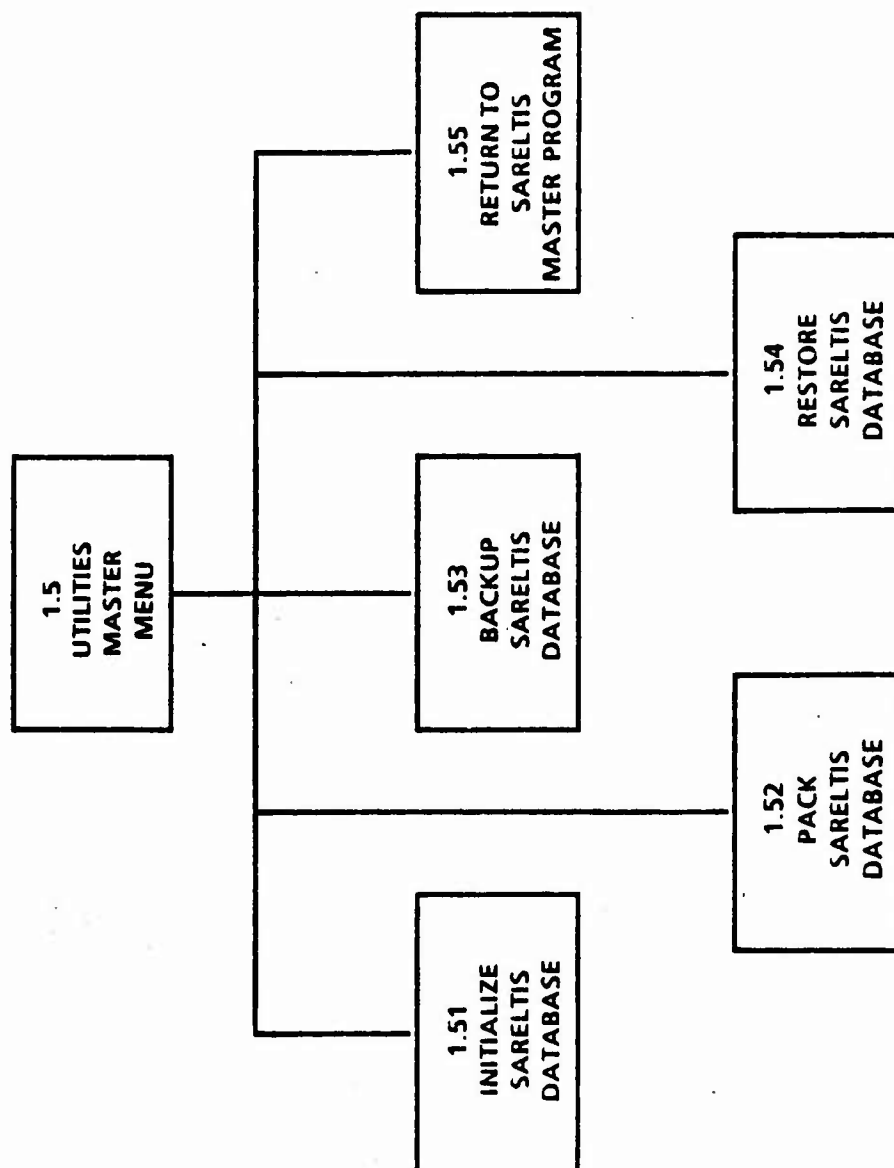 1.5
UTILITIES
MASTER
MENU
1.51
INITIALIZE
SARELTIS
DATABASE
1.52
PACK
SARELTIS
DATABASE
1.53
BACKUP
SARELTIS
DATABASE
1.54
RESTORE
SARELTIS
DATABASE
1.55
RETURN TO
SARELTIS
MASTER PROGRAM